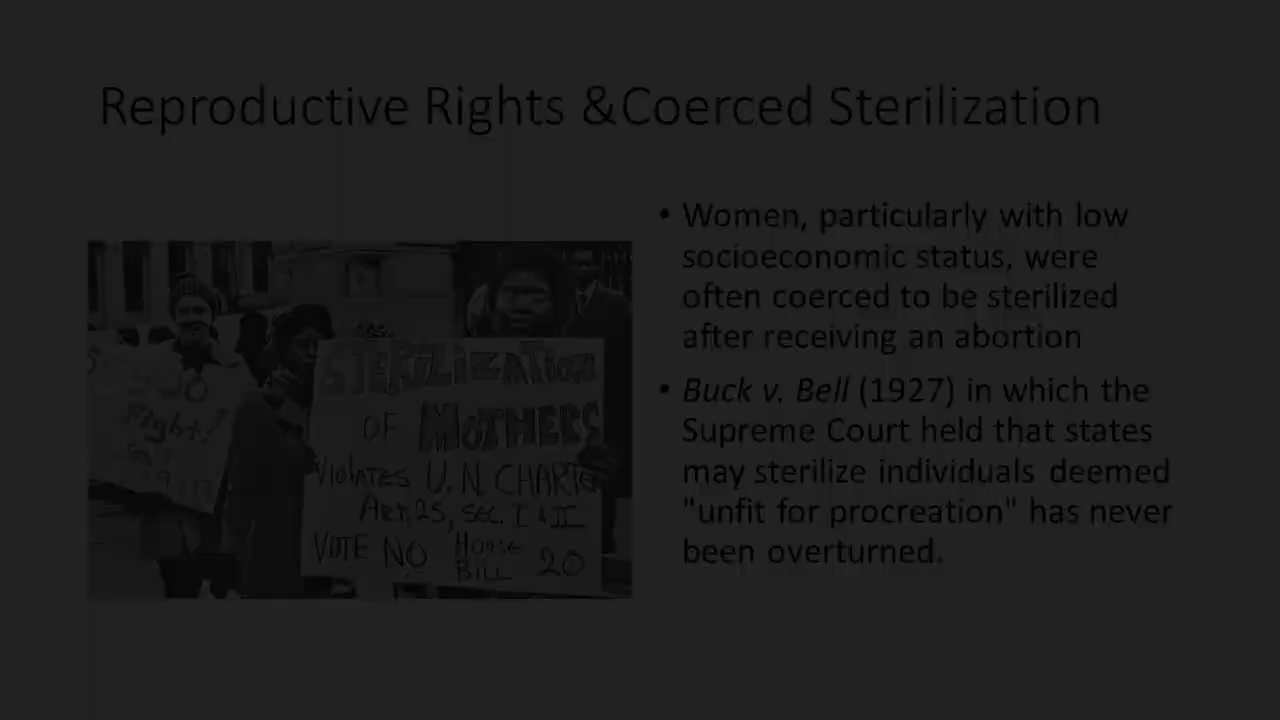 Reproductive Rights &Coerced Sterilization
• Women, particularly with low
socioeconomic status, were
often coerced to be sterilized
after receiving an abortion
• Buck v. Bell (1927) in which the
Supreme Court held that states
may sterilize individuals deemed
"unfit for procreation" has never
been overturned.
STERILIZATION
OF MOTHERS
VIOLATES U.N. CHARTE
ART. 25, SEC. I & II
VOTE NO HOUSE
BILL 20
Right!